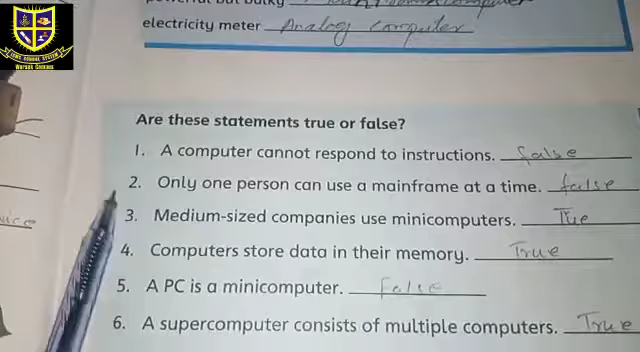 electricity meter Analog computer
Are these statements true or false?
1. A computer cannot respond to instructions. false
2. Only one person can use a mainframe at a time. false
3. Medium-sized companies use minicomputers. Tue
4. Computers store data in their memory. True
5. A PC is a minicomputer. False
6. A supercomputer consists of multiple computers. True